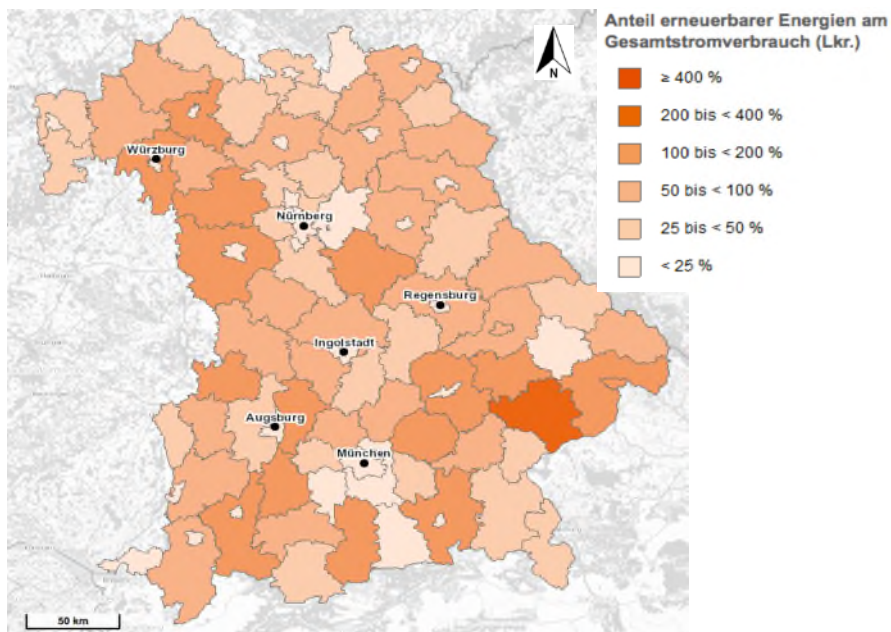 Anteil erneuerbarer Energien am
Gesamtstromverbrauch (Lkr.)
≥ 400 %
200 bis < 400 %
100 bis < 200 %
50 bis < 100 %
25 bis < 50 %
< 25 %
N
Würzburg
Nürnberg
Regensburg
Ingolstadt
Augsburg
München
50 km